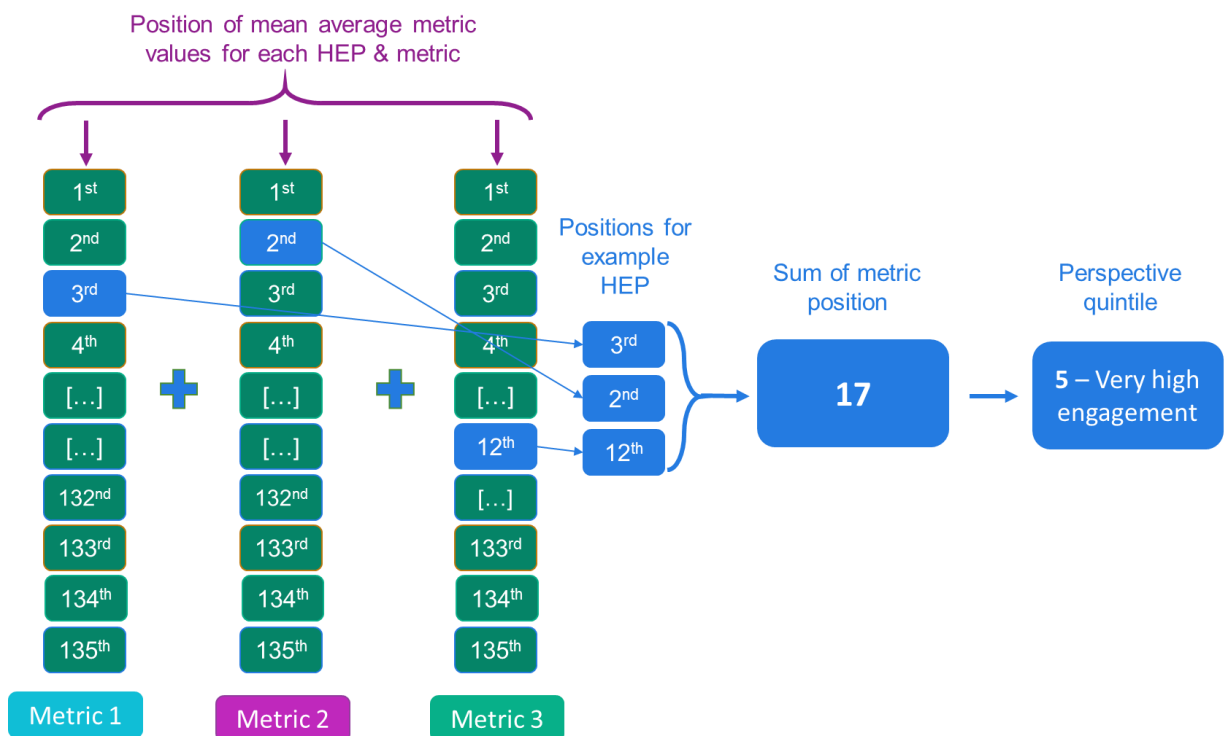 Position of mean average metric
values for each HEP & metric
1st
2nd
3rd
4th
[...]
[...]
132nd
133rd
134th
135th
Metric 1
1st
2nd
3rd
4th
[...]
[...]
132nd
133rd
134th
135th
Metric 2
1st
2nd
3rd
4th
[...]
12th
[...]
133rd
134th
135th
Metric 3
Positions for
example
HEP
3rd
2nd
12th
Sum of metric
position
17
Perspective
quintile
5 – Very high
engagement